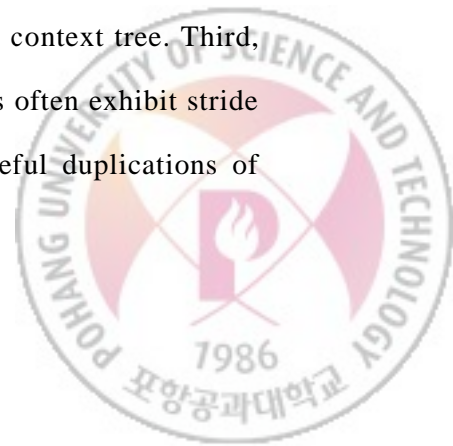 context tree. Third,
s often exhibit stride
eful duplications of
POHANG UNIVERSITY OF SCIENCE AND TECHNOLOGY
P
1986
포항공과대학교